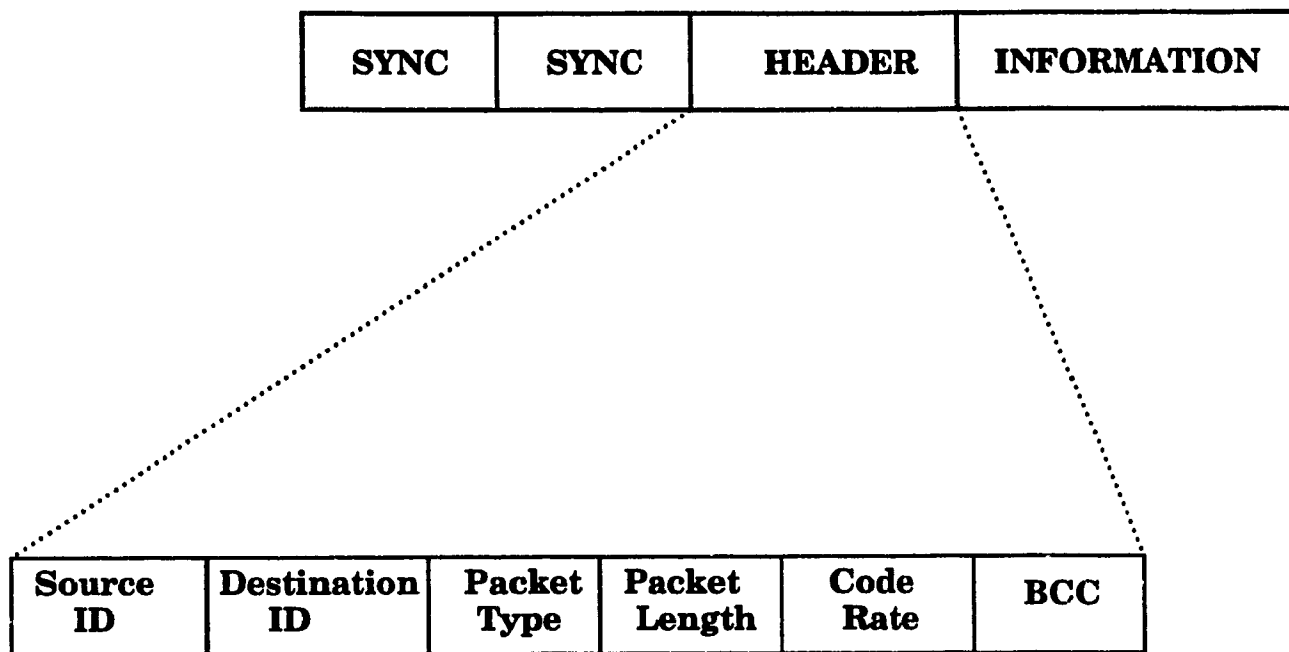 SYNC SYNC HEADER INFORMATION
Source Destination Packet Packet Code BCC
ID ID Type Length Rate